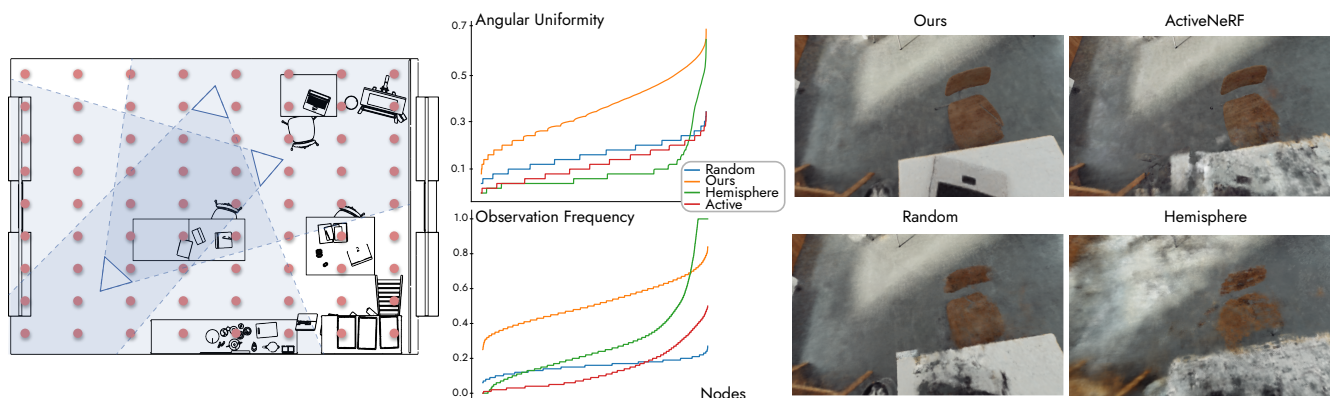 Angular Uniformity
0.7
0.5
0.3
0.1
Random
Ours
Hemisphere
Active
Observation Frequency
1.0
0.8
0.6
0.4
0.2
0.0
Nodes
Ours
ActiveNeRF
Random
Hemisphere